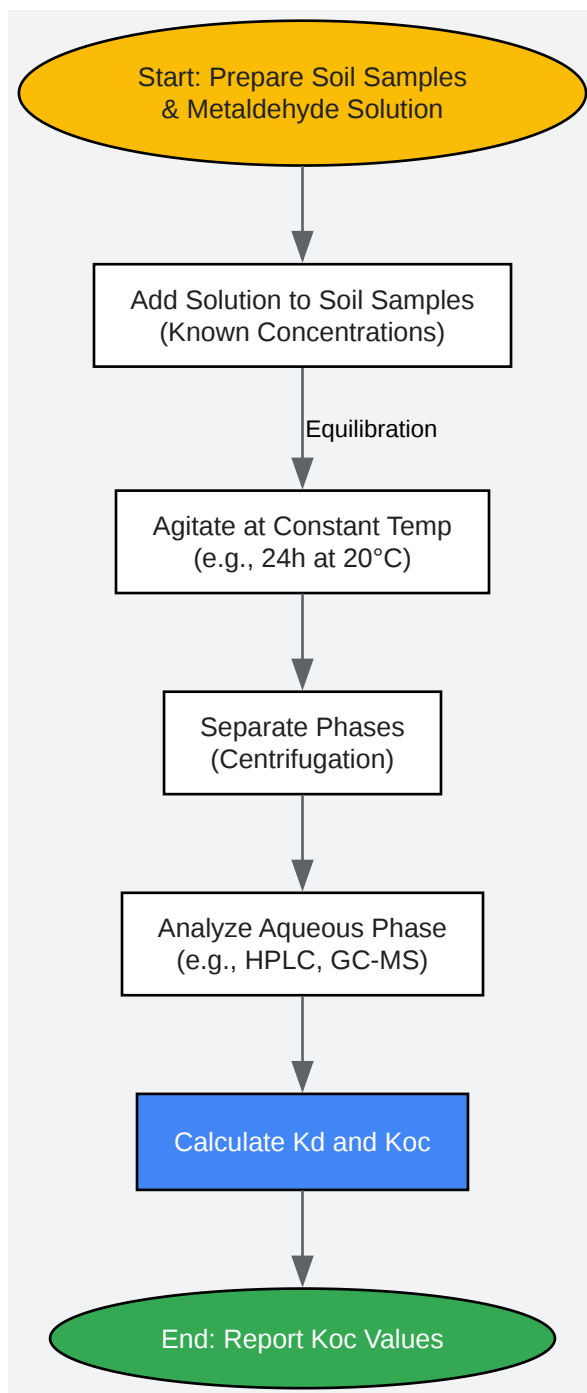 Start: Prepare Soil Samples
& Metaldehyde Solution
Add Solution to Soil Samples
(Known Concentrations)
Equilibration
Agitate at Constant Temp
(e.g., 24h at 20°C)
Separate Phases
(Centrifugation)
Analyze Aqueous Phase
(e.g., HPLC, GC-MS)
Calculate Kd and Koc
End: Report Koc Values